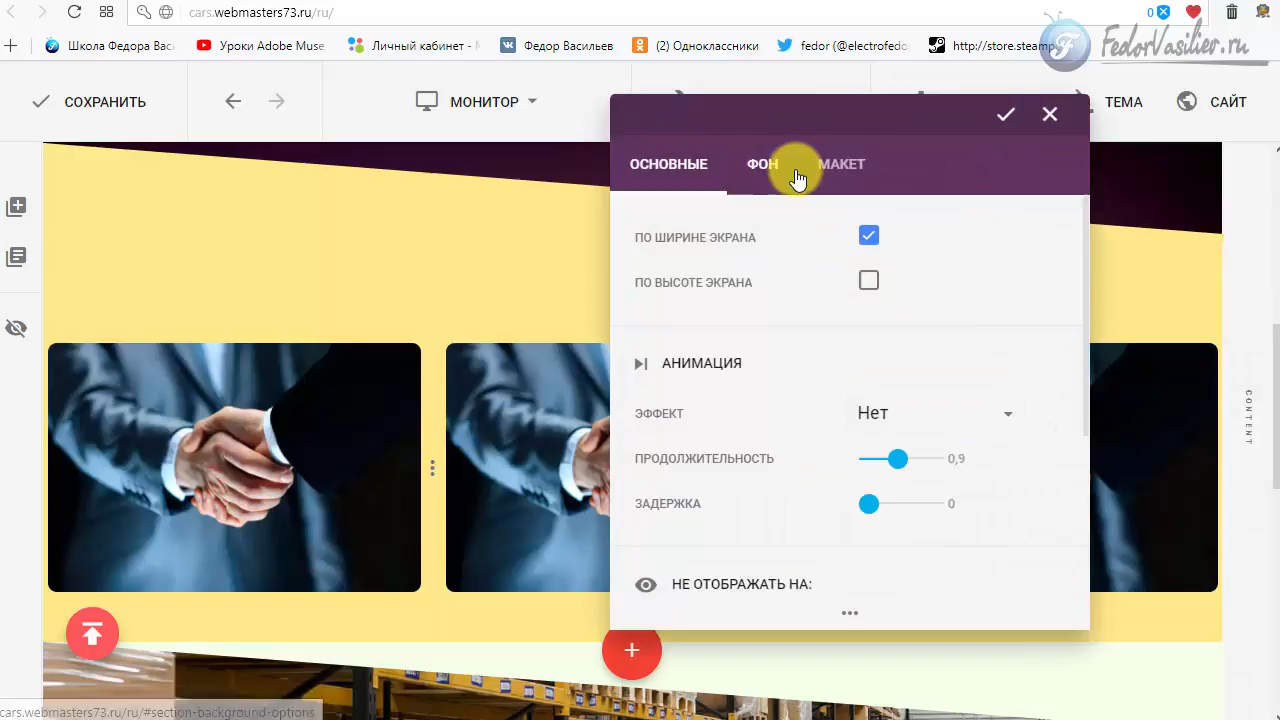 cars.webmasters73.ru/ru/
0
Школа Федора Вас
Уроки Adobe Muse
Личный кабинет -
Федор Васильев
(2) Одноклассники
fedor (@electrofedo
http://store.steamp
FedorVasiliev.ru
СОХРАНИТЬ
МОНИТОР
ТЕМА
САЙТ
ОСНОВНЫЕ
ФОН
МАКЕТ
ПО ШИРИНЕ ЭКРАНА
ПО ВЫСОТЕ ЭКРАНА
АНИМАЦИЯ
ЭФФЕКТ
Нет
ПРОДОЛЖИТЕЛЬНОСТЬ
0,9
ЗАДЕРЖКА
0
НЕ ОТОБРАЖАТЬ НА:
CONTENT
cars.webmasters73.ru/ru/#section-background-options